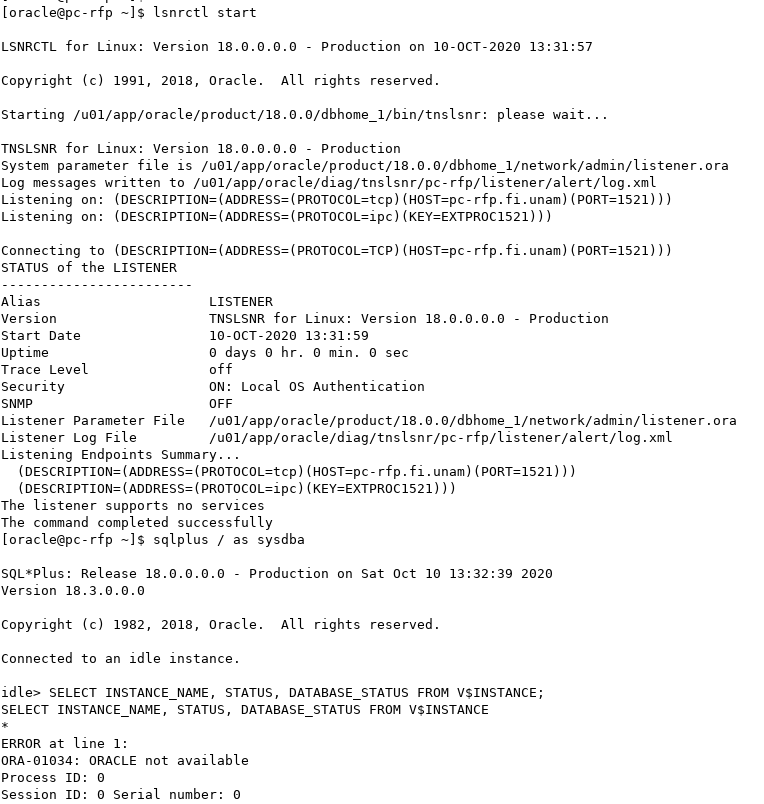 [oracle@pc-rfp ~]$ lsnrctl start
LSNRCTL for Linux: Version 18.0.0.0.0 - Production on 10-OCT-2020 13:31:57
Copyright (c) 1991, 2018, Oracle.  All rights reserved.
Starting /u01/app/oracle/product/18.0.0/dbhome_1/bin/tnslsnr: please wait...
TNSLSNR for Linux: Version 18.0.0.0.0 - Production
System parameter file is /u01/app/oracle/product/18.0.0/dbhome_1/network/admin/listener.ora
Log messages written to /u01/app/oracle/diag/tnslsnr/pc-rfp/listener/alert/log.xml
Listening on: (DESCRIPTION=(ADDRESS=(PROTOCOL=tcp)(HOST=pc-rfp.fi.unam)(PORT=1521)))
Listening on: (DESCRIPTION=(ADDRESS=(PROTOCOL=ipc)(KEY=EXTPROC1521)))
Connecting to (DESCRIPTION=(ADDRESS=(PROTOCOL=TCP)(HOST=pc-rfp.fi.unam)(PORT=1521)))
STATUS of the LISTENER
------------------------
Alias                     LISTENER
Version                   TNSLSNR for Linux: Version 18.0.0.0.0 - Production
Start Date                10-OCT-2020 13:31:59
Uptime                    0 days 0 hr. 0 min. 0 sec
Trace Level               off
Security                  ON: Local OS Authentication
SNMP                      OFF
Listener Parameter File   /u01/app/oracle/product/18.0.0/dbhome_1/network/admin/listener.ora
Listener Log File         /u01/app/oracle/diag/tnslsnr/pc-rfp/listener/alert/log.xml
Listening Endpoints Summary...
  (DESCRIPTION=(ADDRESS=(PROTOCOL=tcp)(HOST=pc-rfp.fi.unam)(PORT=1521)))
  (DESCRIPTION=(ADDRESS=(PROTOCOL=ipc)(KEY=EXTPROC1521)))
The listener supports no services
The command completed successfully
[oracle@pc-rfp ~]$ sqlplus / as sysdba
SQL*Plus: Release 18.0.0.0.0 - Production on Sat Oct 10 13:32:39 2020
Version 18.3.0.0.0
Copyright (c) 1982, 2018, Oracle.  All rights reserved.
Connected to an idle instance.
idle> SELECT INSTANCE_NAME, STATUS, DATABASE_STATUS FROM V$INSTANCE;
SELECT INSTANCE_NAME, STATUS, DATABASE_STATUS FROM V$INSTANCE
*
ERROR at line 1:
ORA-01034: ORACLE not available
Process ID: 0
Session ID: 0 Serial number: 0